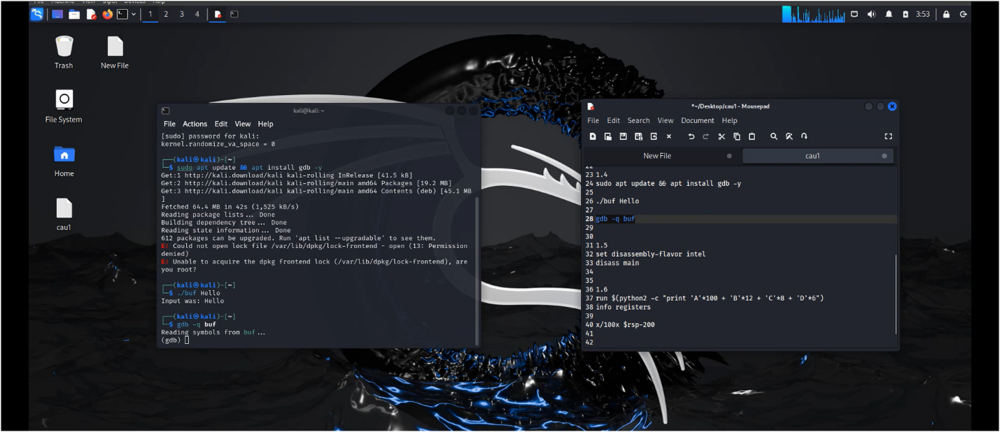 File Machine View Input Devices Help
1 2 3 4
3:53
Trash
New File
File System
Home
cau1
kali@kali: ~
File Actions Edit View Help
[sudo] password for kali:
kernel.randomize_va_space = 0
┌──(kali㉿kali)-[~]
└─$ sudo apt update && apt install gdb -y
Get:1 http://kali.download/kali kali-rolling InRelease [41.5 kB]
Get:2 http://kali.download/kali kali-rolling/main amd64 Packages [19.2 MB]
Get:3 http://kali.download/kali kali-rolling/main amd64 Contents (deb) [45.1 MB
]
Fetched 64.4 MB in 42s (1,525 kB/s)
Reading package lists... Done
Building dependency tree... Done
Reading state information... Done
612 packages can be upgraded. Run 'apt list --upgradable' to see them.
E: Could not open lock file /var/lib/dpkg/lock-frontend - open (13: Permission
denied)
E: Unable to acquire the dpkg frontend lock (/var/lib/dpkg/lock-frontend), are
you root?
┌──(kali㉿kali)-[~]
└─$ ./buf Hello
Input was: Hello
┌──(kali㉿kali)-[~]
└─$ gdb -q buf
Reading symbols from buf...
(gdb)
*~/Desktop/cau1 - Mousepad
File Edit Search View Document Help
New File
cau1
22
23 1.4
24 sudo apt update && apt install gdb -y
25
26 ./buf Hello
27
28 gdb -q buf
29
30
31 1.5
32 set disassembly-flavor intel
33 disass main
34
35
36 1.6
37 run $(python2 -c "print 'A'*100 + 'B'*12 + 'C'*8 + 'D'*6")
38 info registers
39
40 x/100x $rsp-200
41
42